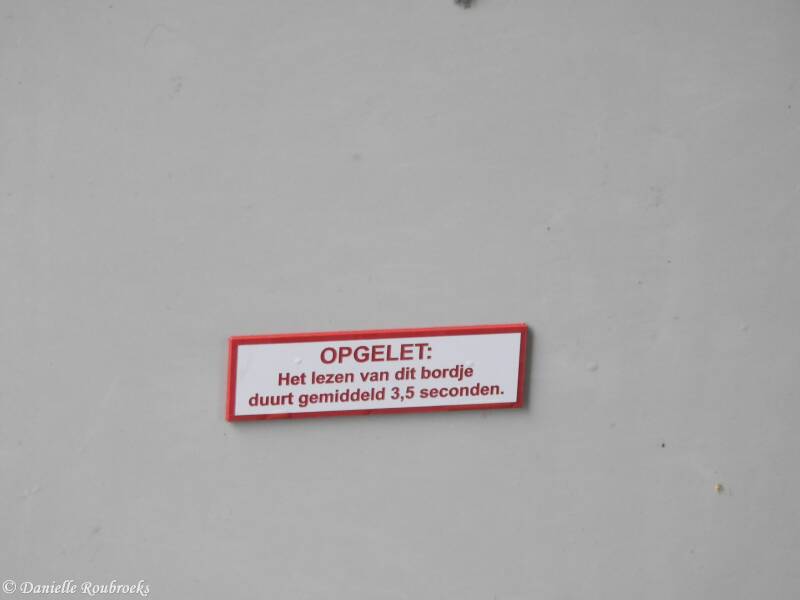 OPGELET:
Het lezen van dit bordje
duurt gemiddeld 3,5 seconden.
© Danielle Roubroeks